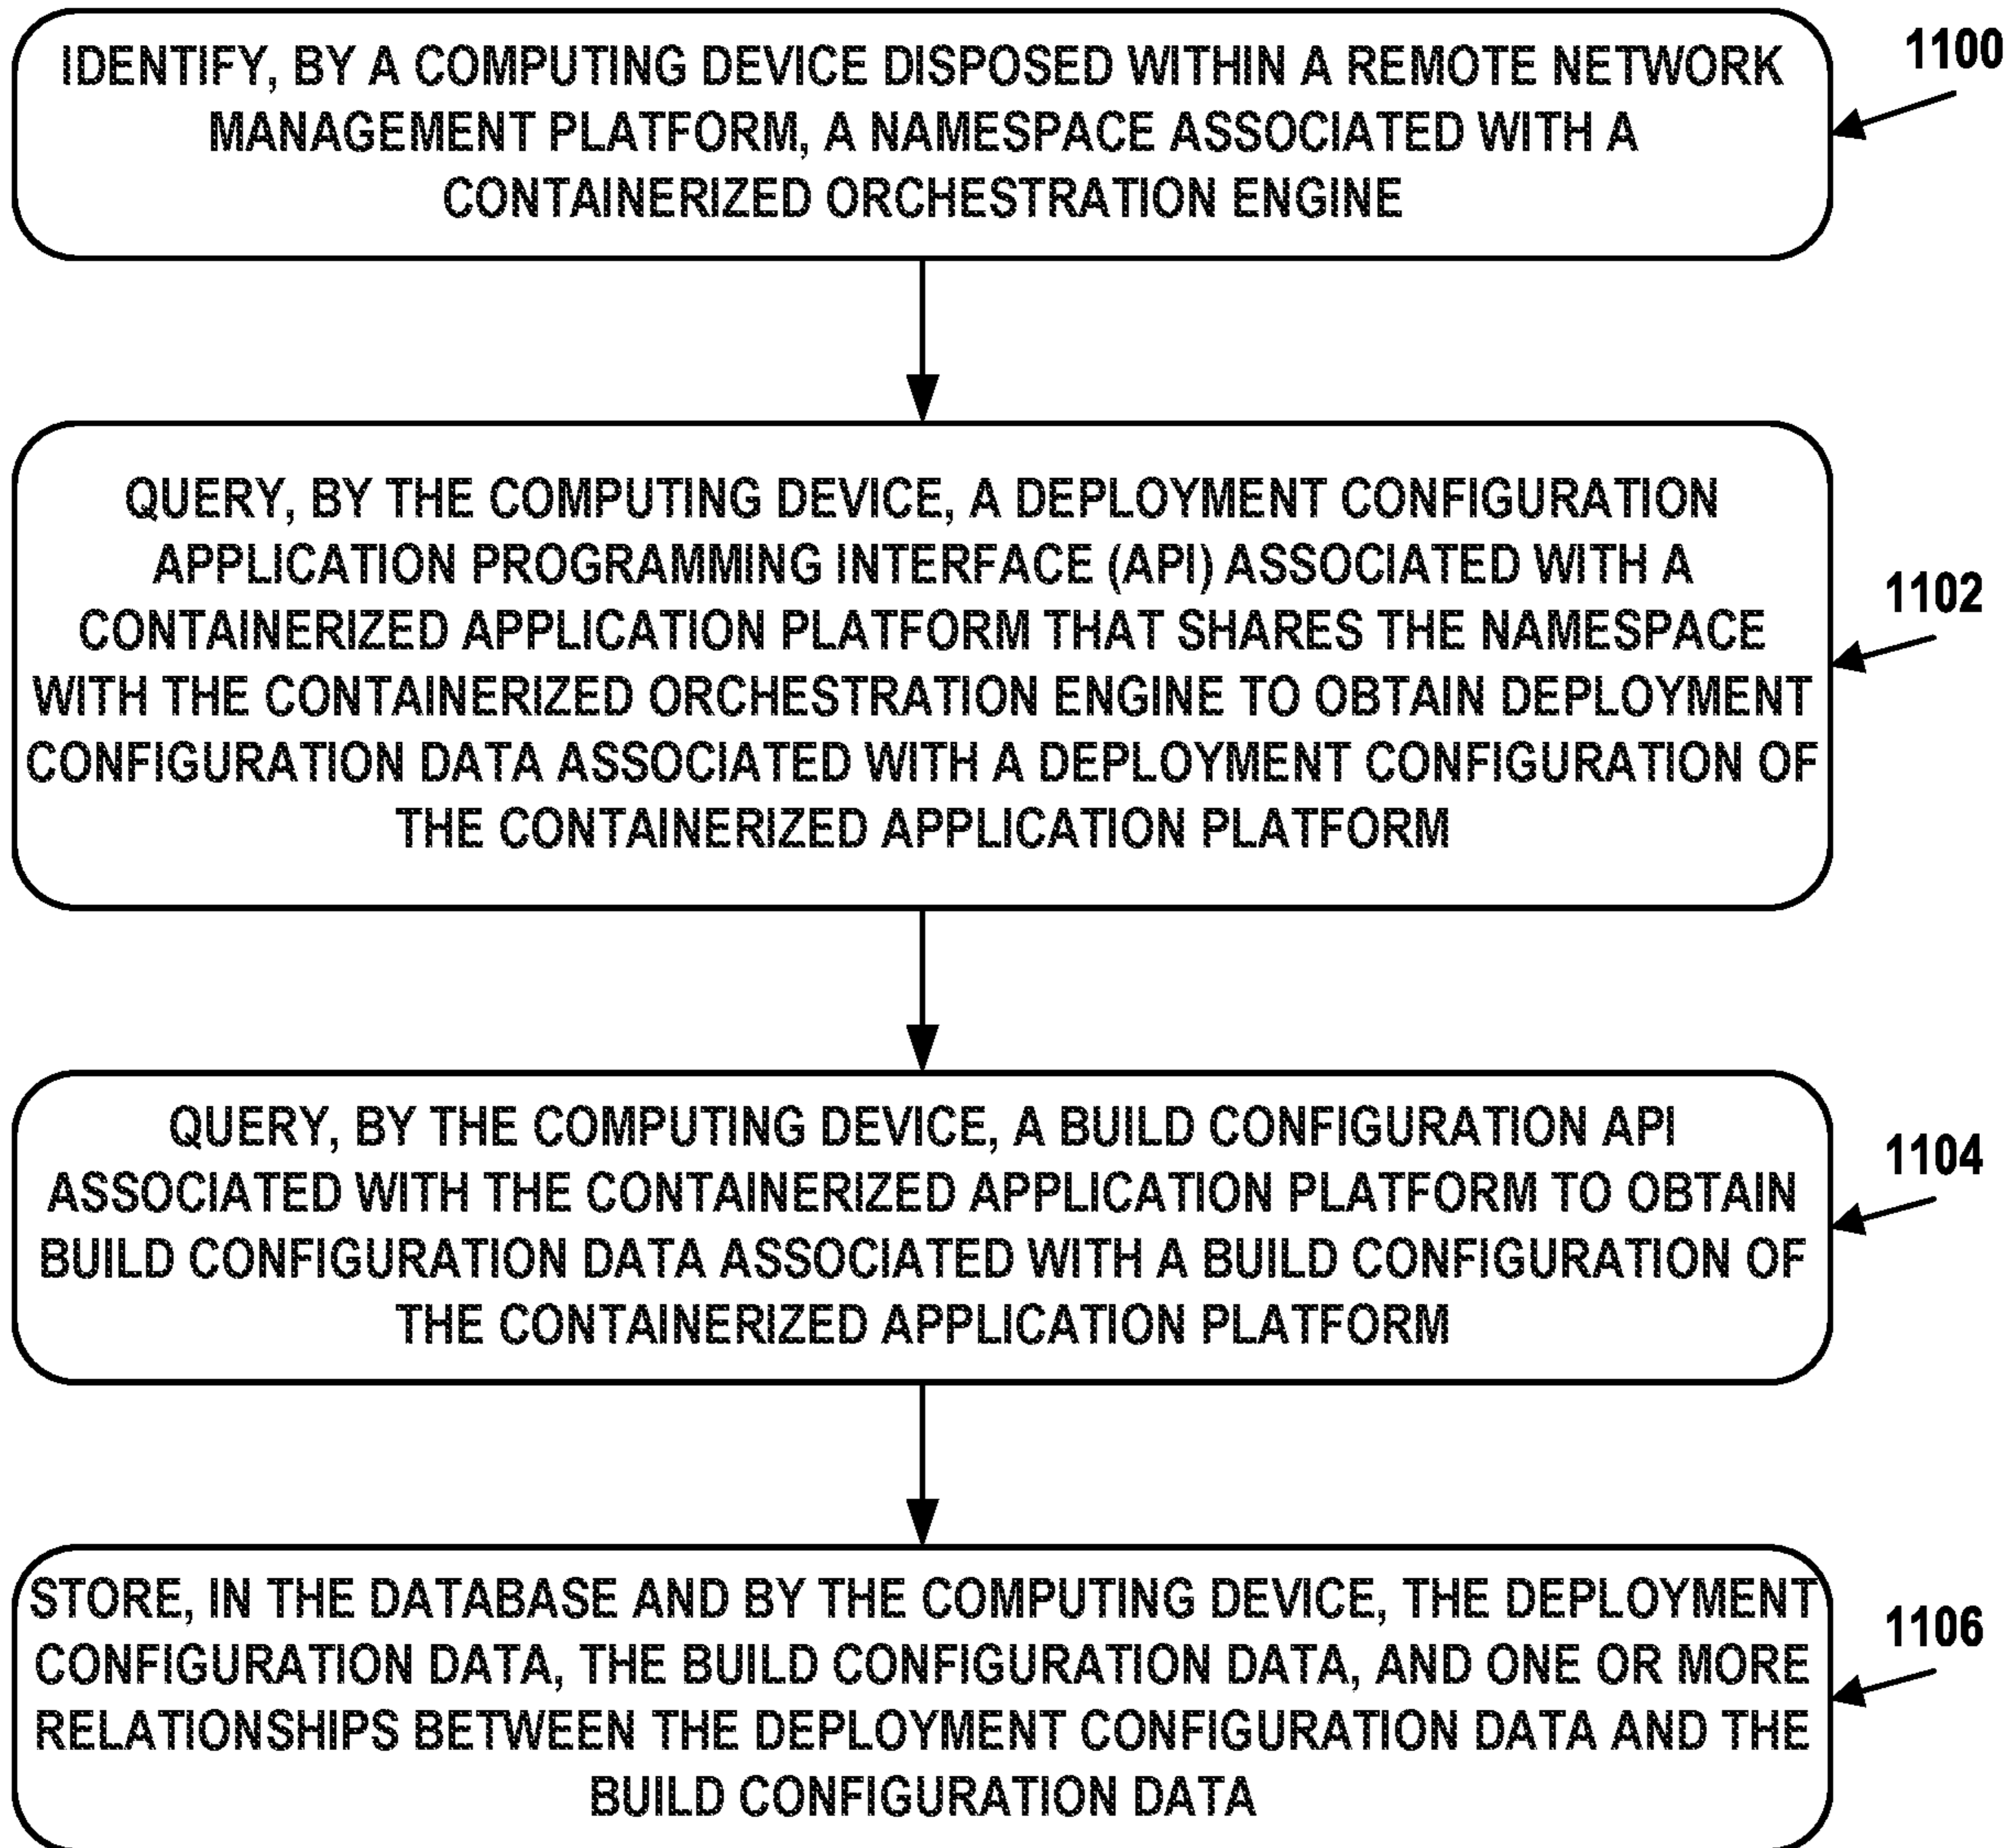 IDENTIFY, BY A COMPUTING DEVICE DISPOSED WITHIN A REMOTE NETWORK
MANAGEMENT PLATFORM, A NAMESPACE ASSOCIATED WITH A
CONTAINERIZED ORCHESTRATION ENGINE
1100
QUERY, BY THE COMPUTING DEVICE, A DEPLOYMENT CONFIGURATION
APPLICATION PROGRAMMING INTERFACE (API) ASSOCIATED WITH A
CONTAINERIZED APPLICATION PLATFORM THAT SHARES THE NAMESPACE
WITH THE CONTAINERIZED ORCHESTRATION ENGINE TO OBTAIN DEPLOYMENT
CONFIGURATION DATA ASSOCIATED WITH A DEPLOYMENT CONFIGURATION OF
THE CONTAINERIZED APPLICATION PLATFORM
1102
QUERY, BY THE COMPUTING DEVICE, A BUILD CONFIGURATION API
ASSOCIATED WITH THE CONTAINERIZED APPLICATION PLATFORM TO OBTAIN
BUILD CONFIGURATION DATA ASSOCIATED WITH A BUILD CONFIGURATION OF
THE CONTAINERIZED APPLICATION PLATFORM
1104
STORE, IN THE DATABASE AND BY THE COMPUTING DEVICE, THE DEPLOYMENT
CONFIGURATION DATA, THE BUILD CONFIGURATION DATA, AND ONE OR MORE
RELATIONSHIPS BETWEEN THE DEPLOYMENT CONFIGURATION DATA AND THE
BUILD CONFIGURATION DATA
1106